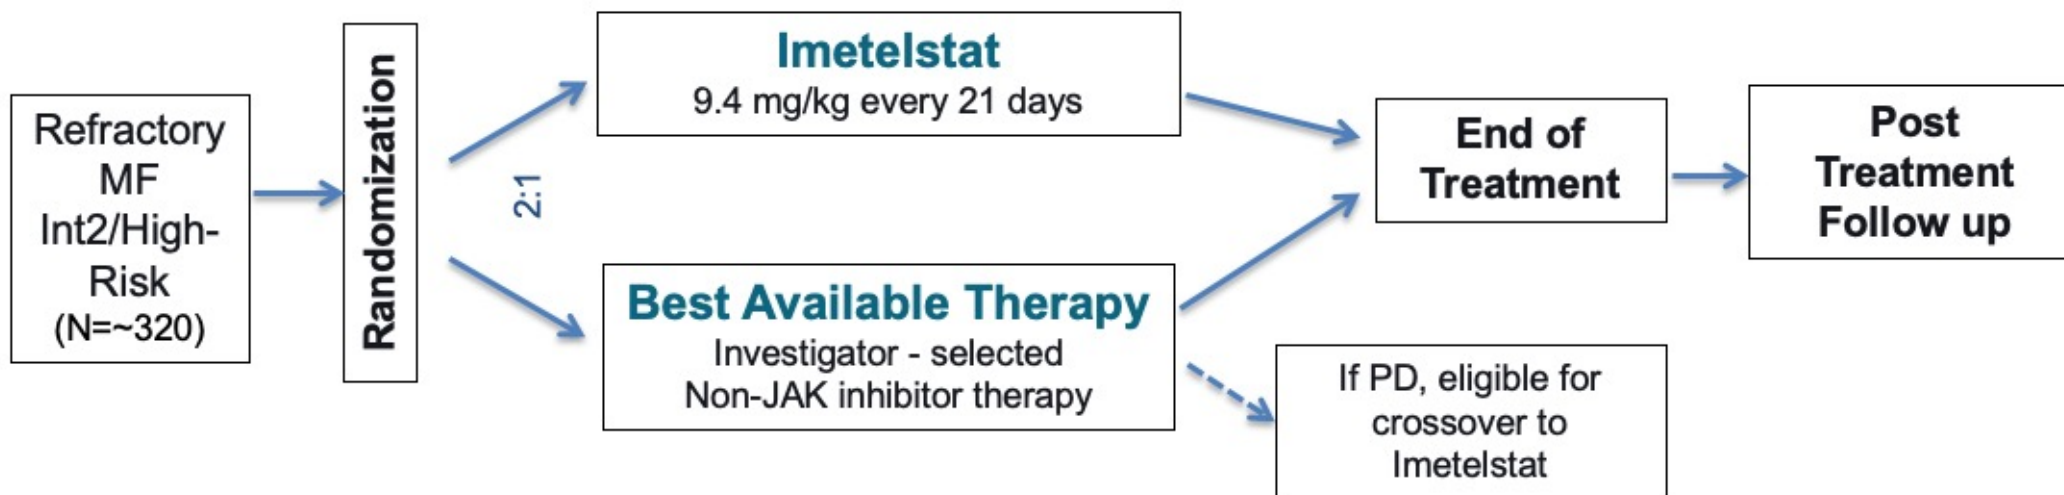 Refractory
MF
Int2/High-
Risk
(N=~320)
Randomization
2:1
Imetelstat
9.4 mg/kg every 21 days
Best Available Therapy
Investigator - selected
Non-JAK inhibitor therapy
End of
Treatment
If PD, eligible for
crossover to
Imetelstat
Post
Treatment
Follow up